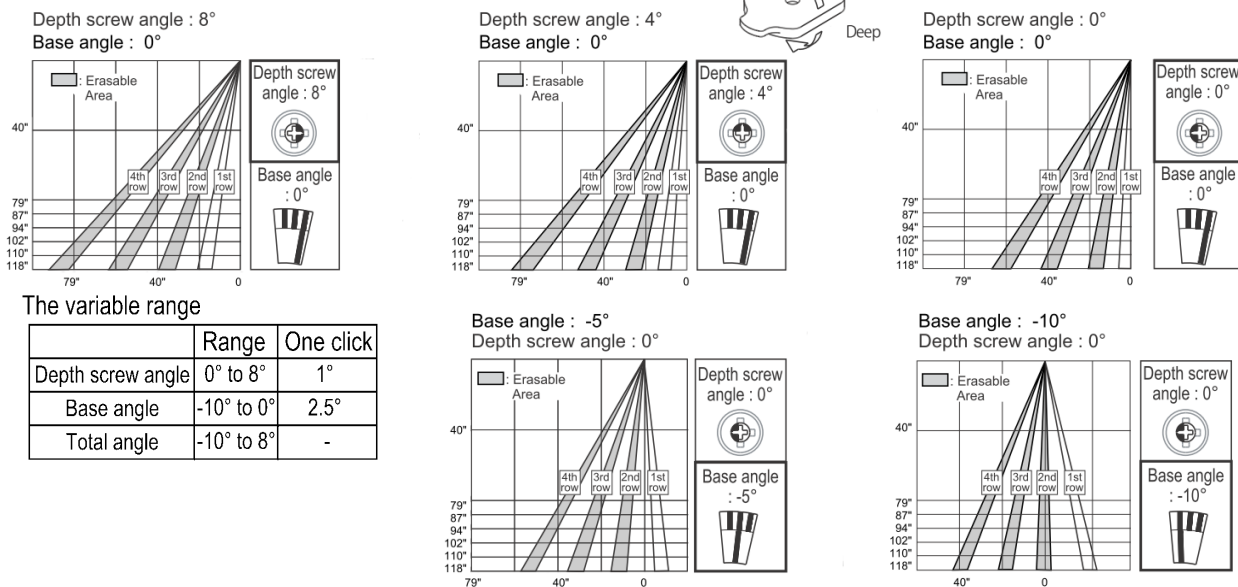 Depth screw angle : 8°
Base angle : 0°
: Erasable
Area
Depth screw
angle : 8°
Base angle
: 0°
40"
4th
row
3rd
row
2nd
row
1st
row
79"
87"
94"
102"
110"
118"
79"
40"
0
Depth screw angle : 4°
Base angle : 0°
Deep
: Erasable
Area
Depth screw
angle : 4°
Base angle
: 0°
40"
4th
row
3rd
row
2nd
row
1st
row
79"
87"
94"
102"
110"
118"
79"
40"
0
Depth screw angle : 0°
Base angle : 0°
: Erasable
Area
Depth screw
angle : 0°
Base angle
: 0°
40"
4th
row
3rd
row
2nd
row
1st
row
79"
87"
94"
102"
110"
118"
79"
40"
0
The variable range
Range One click
Depth screw angle 0° to 8° 1°
Base angle -10° to 0° 2.5°
Total angle -10° to 8° -
Base angle : -5°
Depth screw angle : 0°
: Erasable
Area
Depth screw
angle : 0°
Base angle
: -5°
40"
4th
row
3rd
row
2nd
row
1st
row
79"
87"
94"
102"
110"
118"
79"
40"
0
Base angle : -10°
Depth screw angle : 0°
: Erasable
Area
Depth screw
angle : 0°
Base angle
: -10°
40"
4th
row
3rd
row
2nd
row
1st
row
79"
87"
94"
102"
110"
118"
40"
0